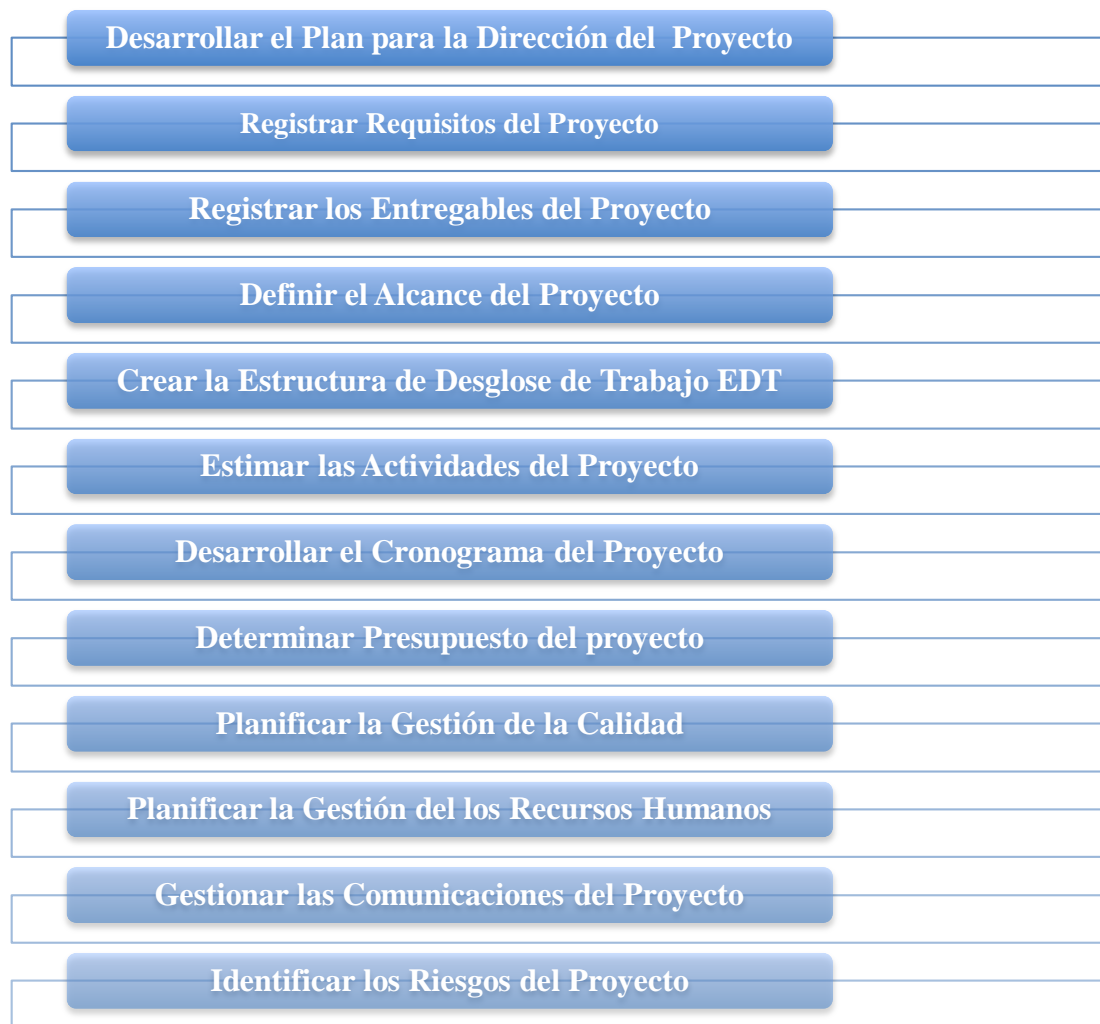 Desarrollar el Plan para la Dirección del Proyecto
Registrar Requisitos del Proyecto
Registrar los Entregables del Proyecto
Definir el Alcance del Proyecto
Crear la Estructura de Desglose de Trabajo EDT
Estimar las Actividades del Proyecto
Desarrollar el Cronograma del Proyecto
Determinar Presupuesto del proyecto
Planificar la Gestión de la Calidad
Planificar la Gestión del los Recursos Humanos
Gestionar las Comunicaciones del Proyecto
Identificar los Riesgos del Proyecto